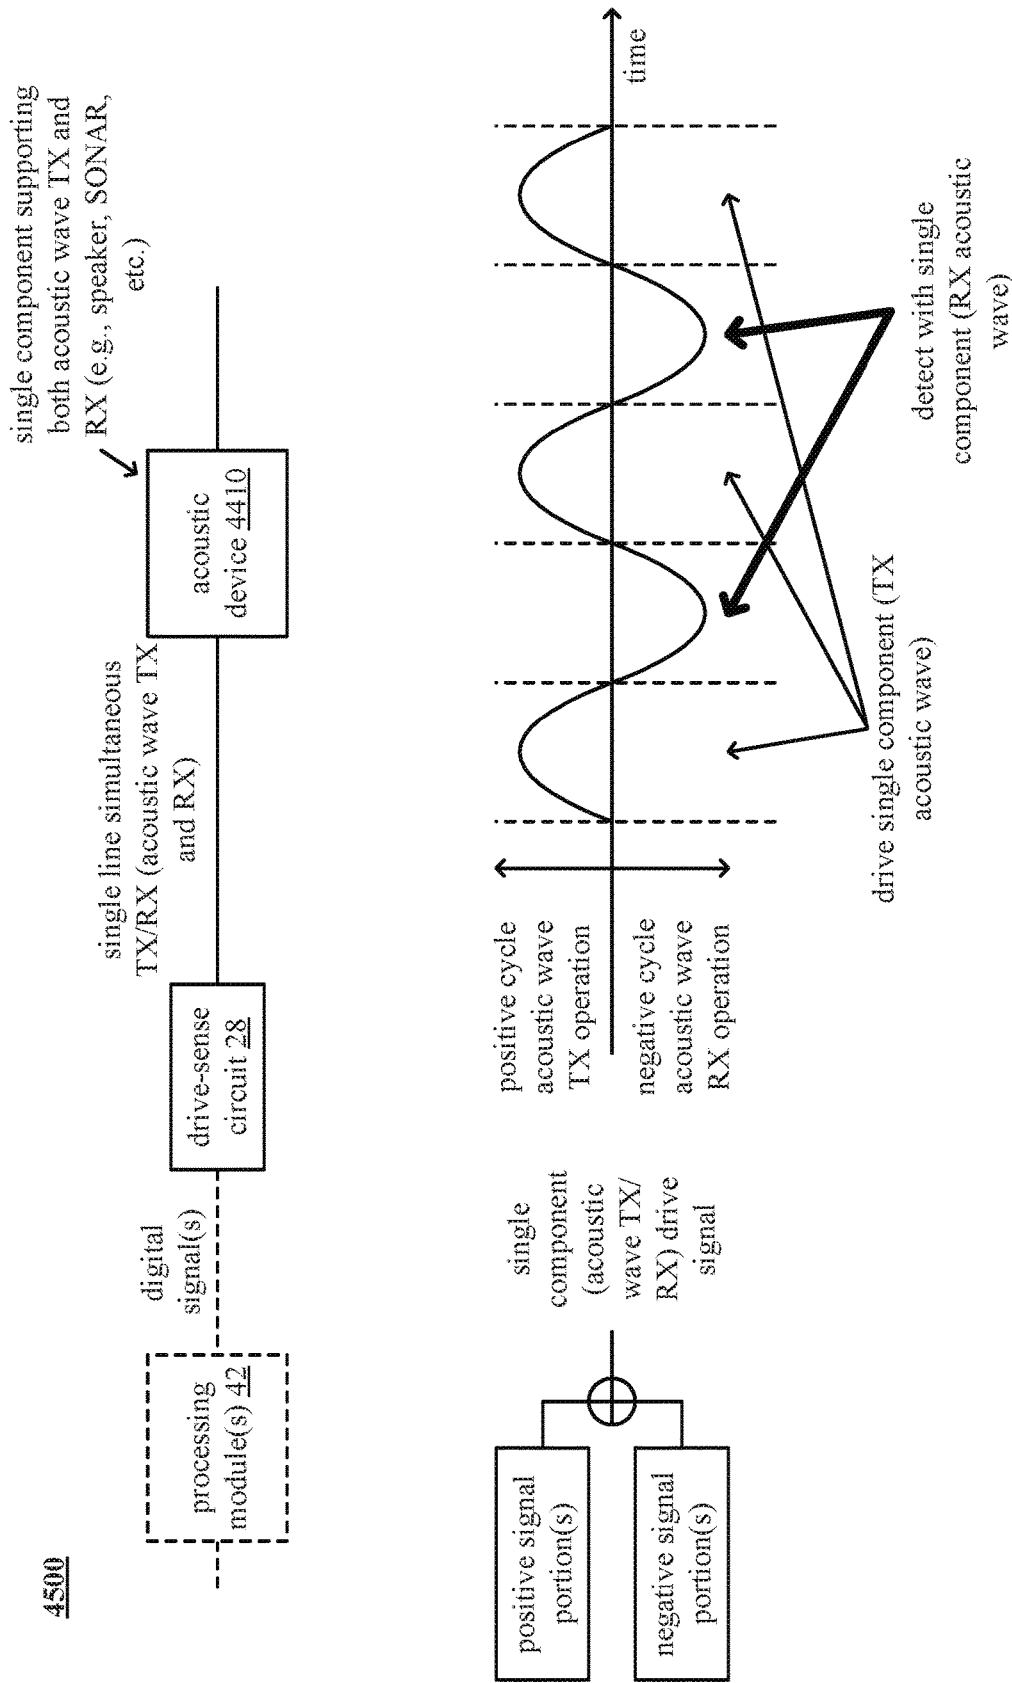 4500
processing
module(s) 42
digital
signal(s)
drive-sense
circuit 28
single line simultaneous
TX/RX (acoustic wave TX
and RX)
acoustic
device 4410
single component supporting
both acoustic wave TX and
RX (e.g., speaker, SONAR,
etc.)
positive signal
portion(s)
negative signal
portion(s)
single
component
(acoustic
wave TX/
RX) drive
signal
positive cycle
acoustic wave
TX operation
negative cycle
acoustic wave
RX operation
time
drive single component (TX
acoustic wave)
detect with single
component (RX acoustic
wave)